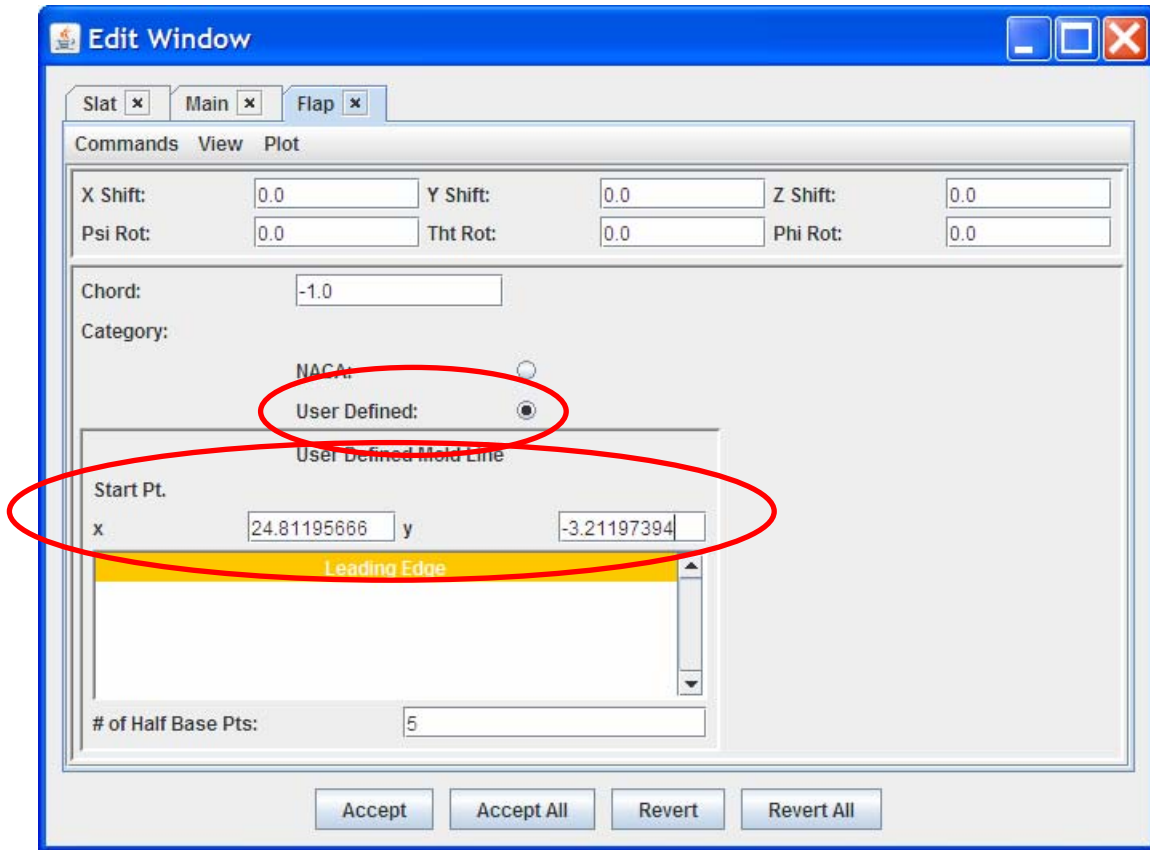 Edit Window
Slat Main Flap
Commands View Plot
X Shift: 0.0 Y Shift: 0.0 Z Shift: 0.0
Psi Rot: 0.0 Tht Rot: 0.0 Phi Rot: 0.0
Chord: -1.0
Category:
NACA:
User Defined:
User Defined Mold Line
Start Pt.
x 24.81195666 y -3.21197394
Leading Edge
# of Half Base Pts: 5
Accept Accept All Revert Revert All